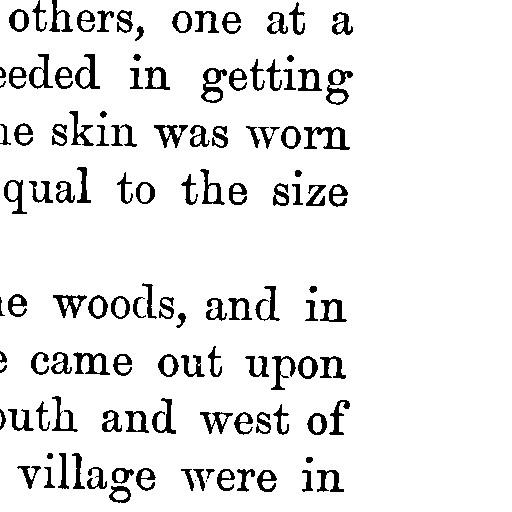 others, one at a
eeded in getting
ne skin was worn
qual to the size
ne woods, and in
e came out upon
outh and west of
village were in